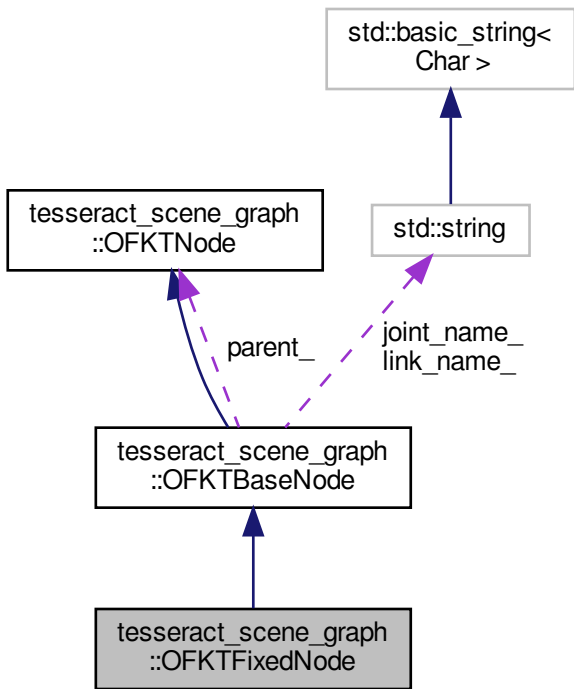 std::basic_string<
Char >
tesseract_scene_graph
::OFKTNode
std::string
parent_
joint_name_
link_name_
tesseract_scene_graph
::OFKTBaseNode
tesseract_scene_graph
::OFKTFixedNode